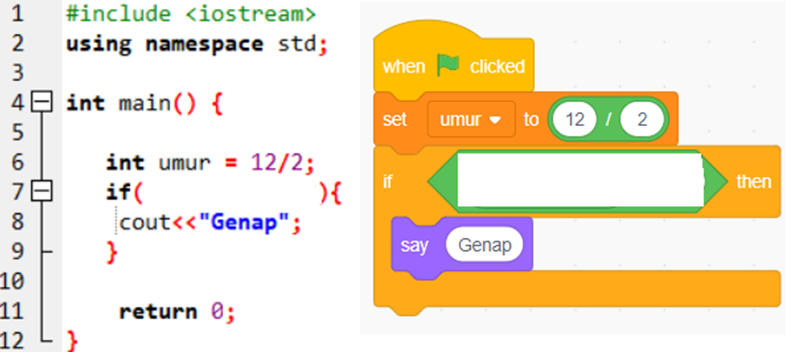 1 #include <iostream>
2 using namespace std;
3
4 int main() {
5
6 int umur = 12/2;
7 if( ){
8 cout<<"Genap";
9 }
10
11 return 0;
12 }
when clicked
set umur to 12 / 2
if then
say Genap